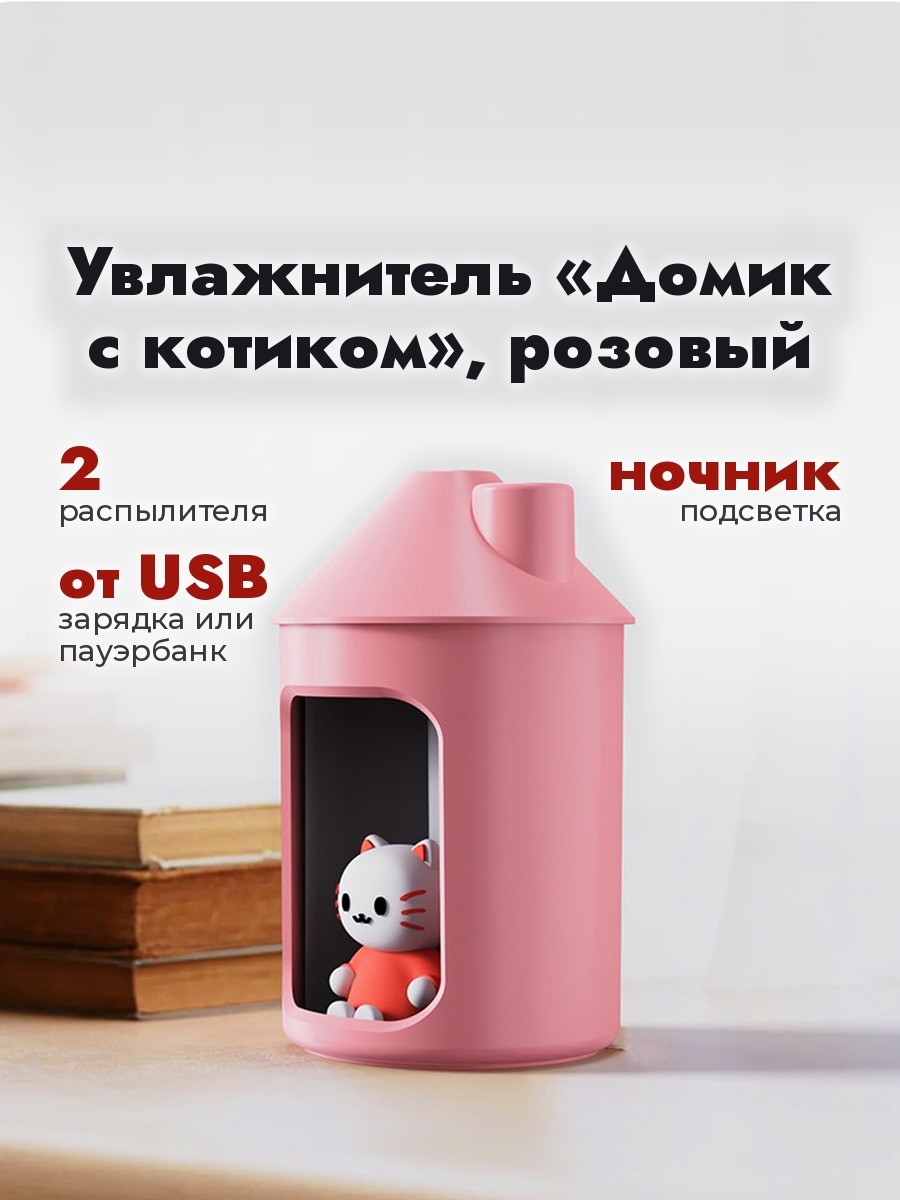 Увлажнитель «Домик
с котиком», розовый
2
распылителя
от USB
зарядка или
пауэрбанк
ночник
подсветка